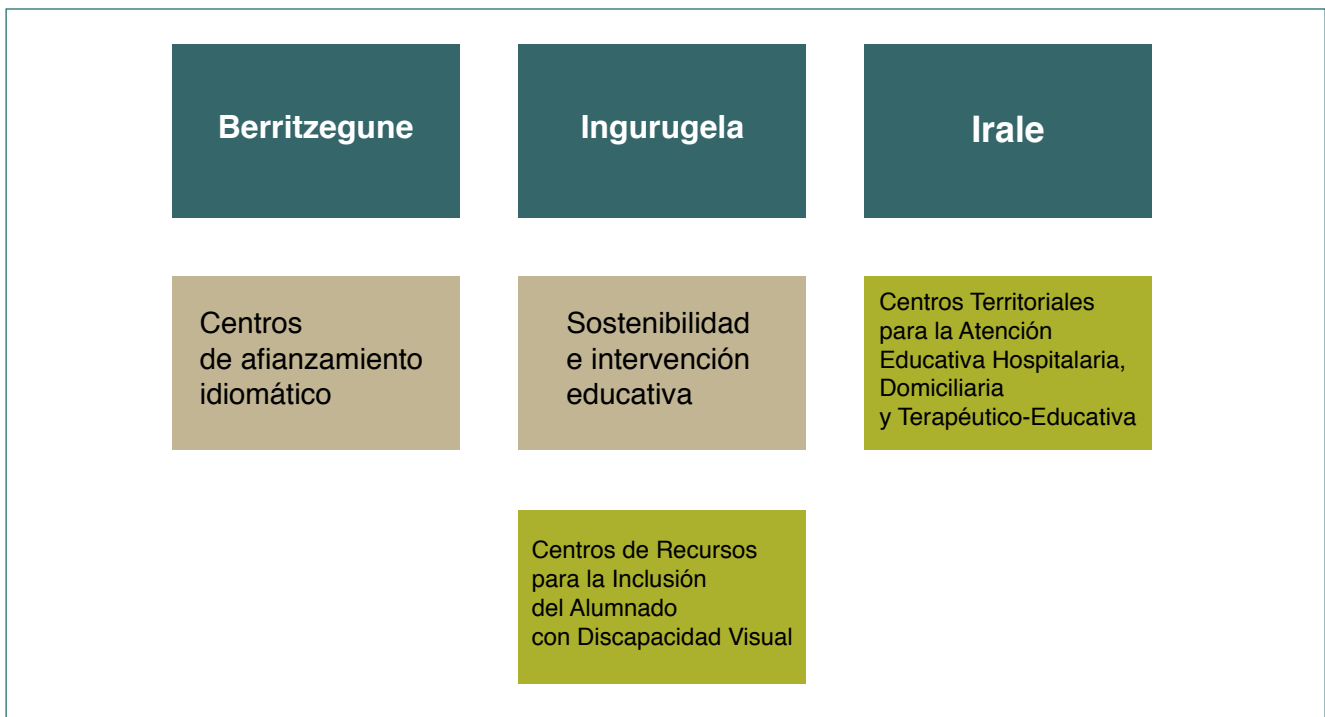 Berritzegune
Ingurugela
Irale
Centros
de afianzamiento
idiomático
Sostenibilidad
e intervención
educativa
Centros Territoriales
para la Atención
Educativa Hospitalaria,
Domiciliaria
y Terapéutico-Educativa
Centros de Recursos
para la Inclusión
del Alumnado
con Discapacidad Visual